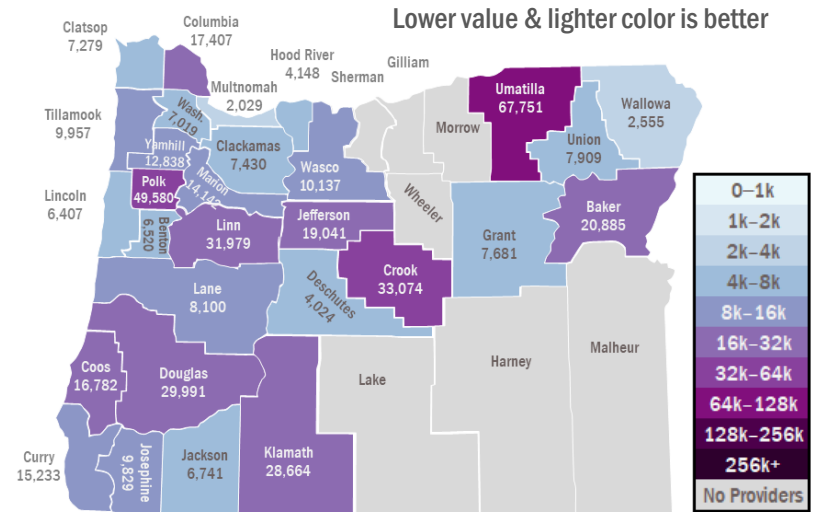 Lower value & lighter color is better
Clatsop
7,279
Columbia
17,407
Hood River
4,148
Sherman
Gilliam
Multnomah
2,029
Umatilla
67,751
Wallowa
2,555
Tillamook
9,957
Wash.
7,019
Morrow
Union
7,909
Yamhill
12,838
Clackamas
7,430
Wasco
10,137
Marion
14,142
Polk
49,580
Wheeler
Lincoln
6,407
Benton
6,520
Linn
31,979
Jefferson
19,041
Grant
7,681
Baker
20,885
Crook
33,074
Deschutes
4,024
Lane
8,100
Coos
16,782
Douglas
29,991
Lake
Harney
Malheur
Curry
15,233
Josephine
9,829
Jackson
6,741
Klamath
28,664
0–1k
1k–2k
2k–4k
4k–8k
8k–16k
16k–32k
32k–64k
64k–128k
128k–256k
256k+
No Providers